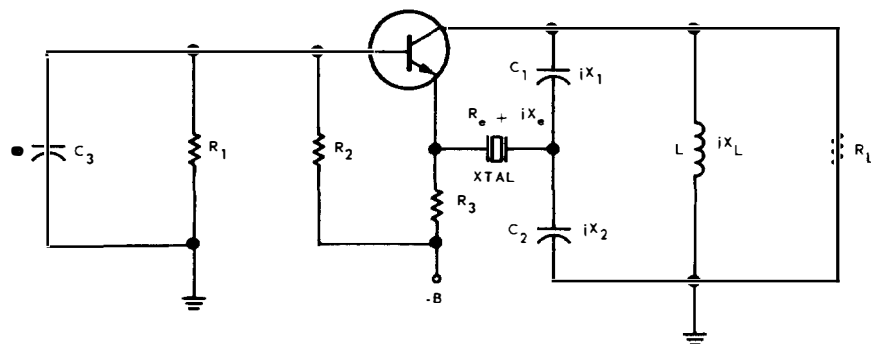 C1 iX1
Re + iXe
C3
R1
R2
L iXL
RL
XTAL
R3
C2 iX2
-B